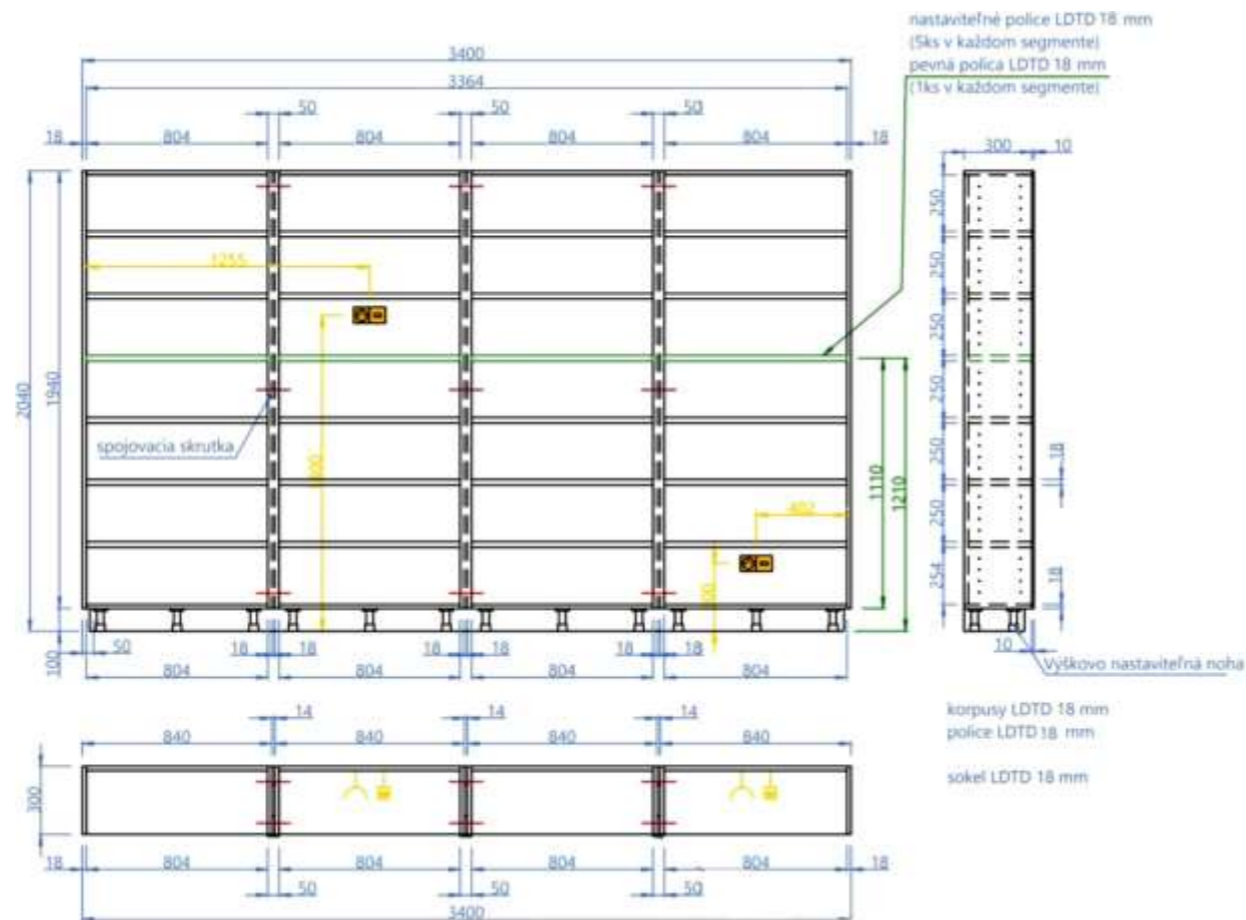 nastaviteľné police LDTD 18 mm
(5ks v každom segmente)
pevná polica LDTD 18 mm
(1ks v každom segmente)
3400
3364
50 50 50
18 804 804 804 804 18
300 10
250
250
250
250
250
250
254
18
18
10
2040
1940
1255
spojovacia skrutka
402
1110
1210
100
50 18 18 18 18 18 18
804 804 804 804
Výškovo nastaviteľná noha
14 14 14
840 840 840 840
300
18 804 804 804 804 18
50 50 50
3400
korpusy LDTD 18 mm
police LDTD 18 mm
sokel LDTD 18 mm